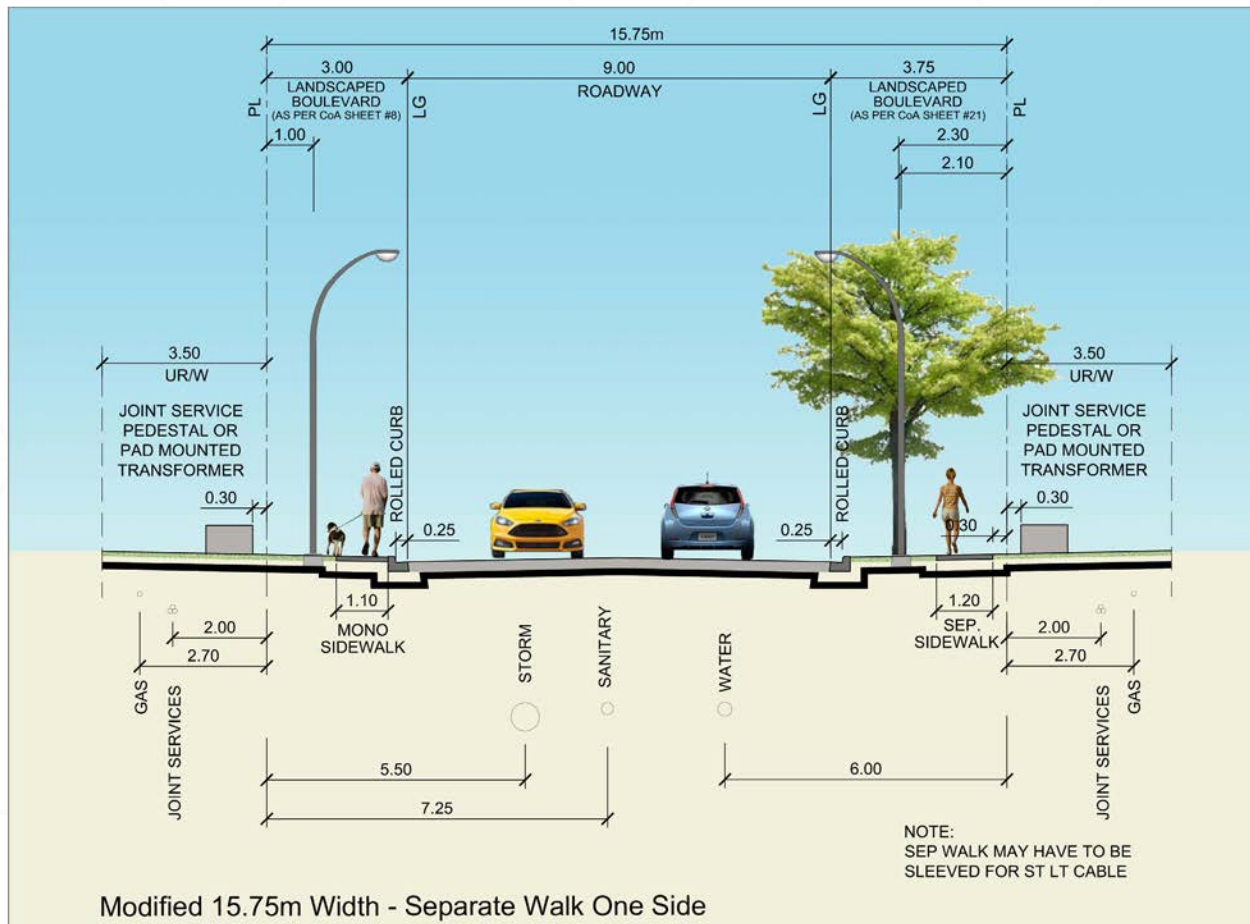 15.75m
3.00
9.00
3.75
LANDSCAPED
BOULEVARD
(AS PER CoA SHEET #8)
ROADWAY
LANDSCAPED
BOULEVARD
(AS PER CoA SHEET #21)
PL
LG
LG
PL
1.00
2.30
2.10
3.50
UR/W
3.50
UR/W
JOINT SERVICE
PEDESTAL OR
PAD MOUNTED
TRANSFORMER
JOINT SERVICE
PEDESTAL OR
PAD MOUNTED
TRANSFORMER
ROLLED CURB
ROLLED CURB
0.30
0.25
0.25
0.30
0.30
1.10
MONO
SIDEWALK
1.20
SEP.
SIDEWALK
2.00
2.70
2.00
2.70
GAS
JOINT SERVICES
STORM
SANITARY
WATER
JOINT SERVICES
GAS
5.50
6.00
7.25
NOTE:
SEP WALK MAY HAVE TO BE
SLEEVED FOR ST LT CABLE
Modified 15.75m Width - Separate Walk One Side